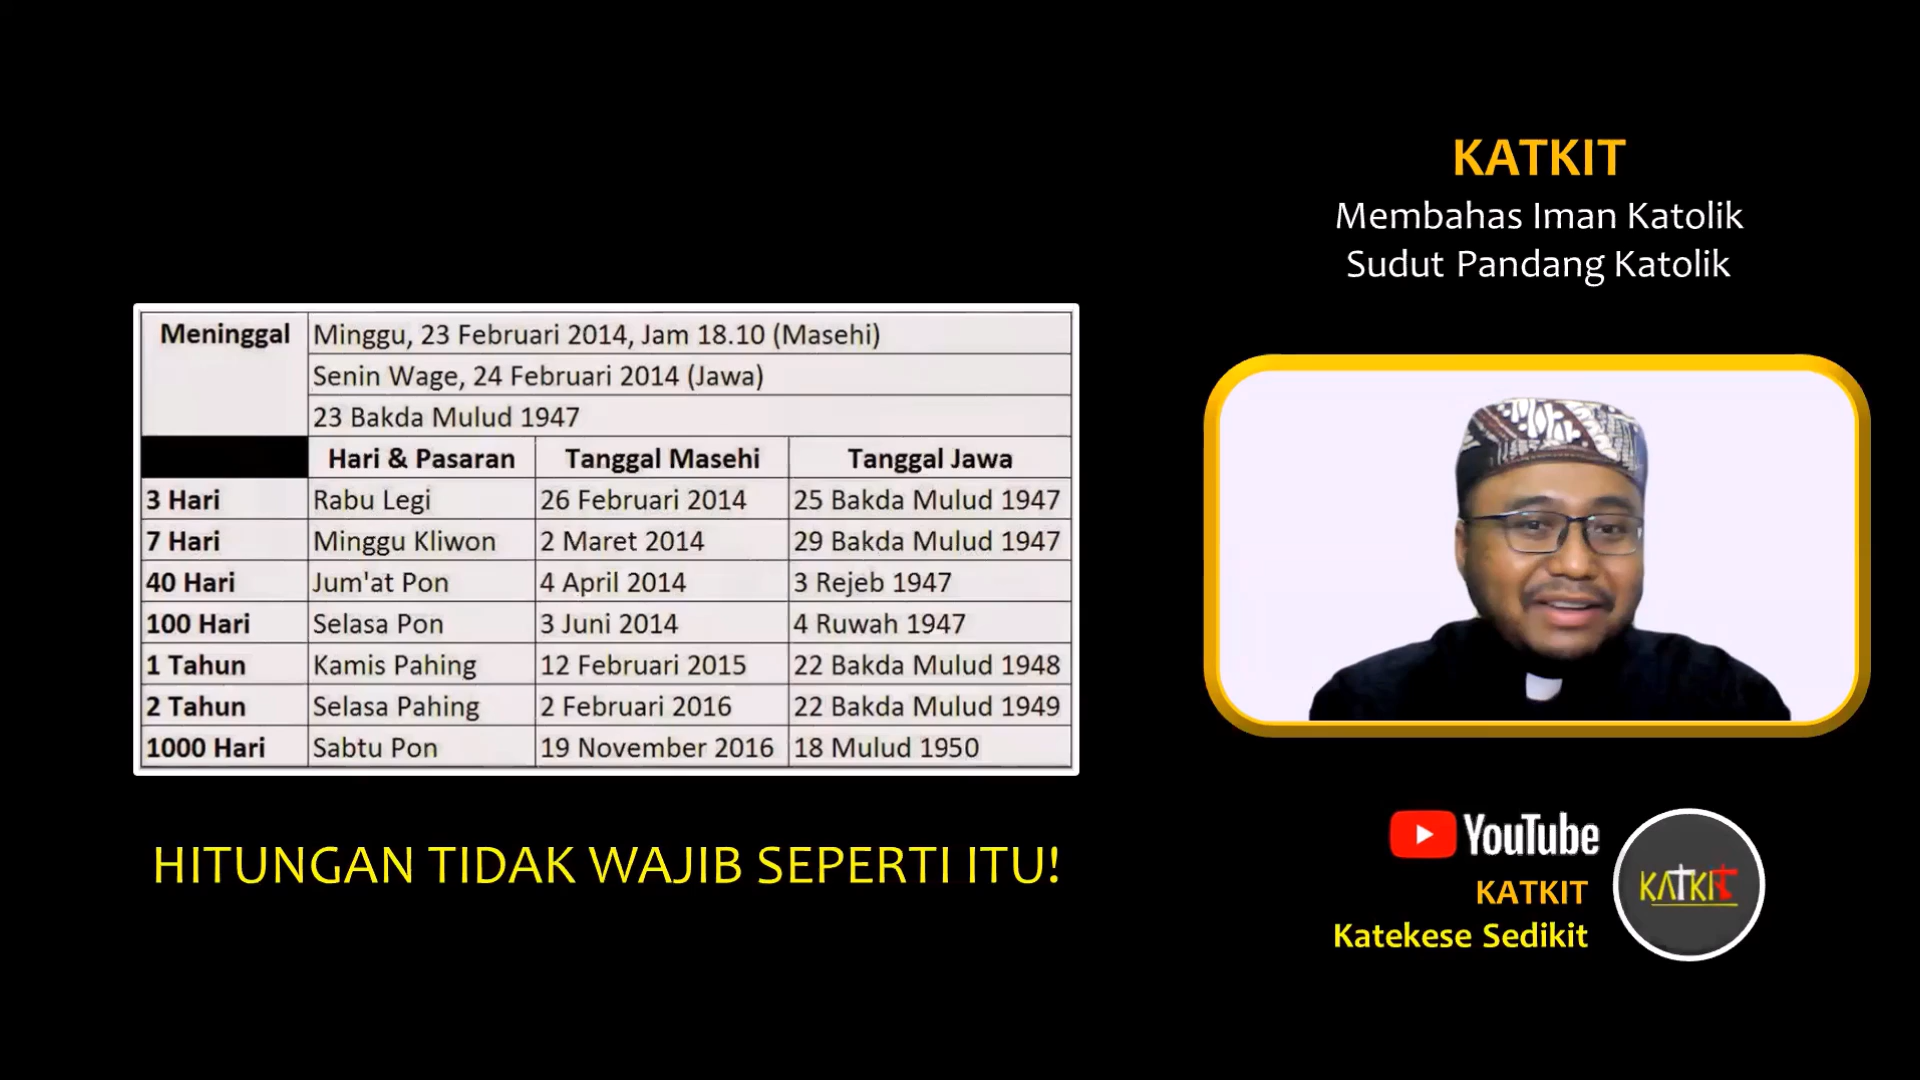 KATKIT
Membahas Iman Katolik
Sudut Pandang Katolik
Meninggal Minggu, 23 Februari 2014, Jam 18.10 (Masehi)
Senin Wage, 24 Februari 2014 (Jawa)
23 Bakda Mulud 1947
Hari & Pasaran Tanggal Masehi Tanggal Jawa
3 Hari Rabu Legi 26 Februari 2014 25 Bakda Mulud 1947
7 Hari Minggu Kliwon 2 Maret 2014 29 Bakda Mulud 1947
40 Hari Jum'at Pon 4 April 2014 3 Rejeb 1947
100 Hari Selasa Pon 3 Juni 2014 4 Ruwah 1947
1 Tahun Kamis Pahing 12 Februari 2015 22 Bakda Mulud 1948
2 Tahun Selasa Pahing 2 Februari 2016 22 Bakda Mulud 1949
1000 Hari Sabtu Pon 19 November 2016 18 Mulud 1950
HITUNGAN TIDAK WAJIB SEPERTI ITU!
YouTube
KATKIT
Katekese Sedikit
KATKIT